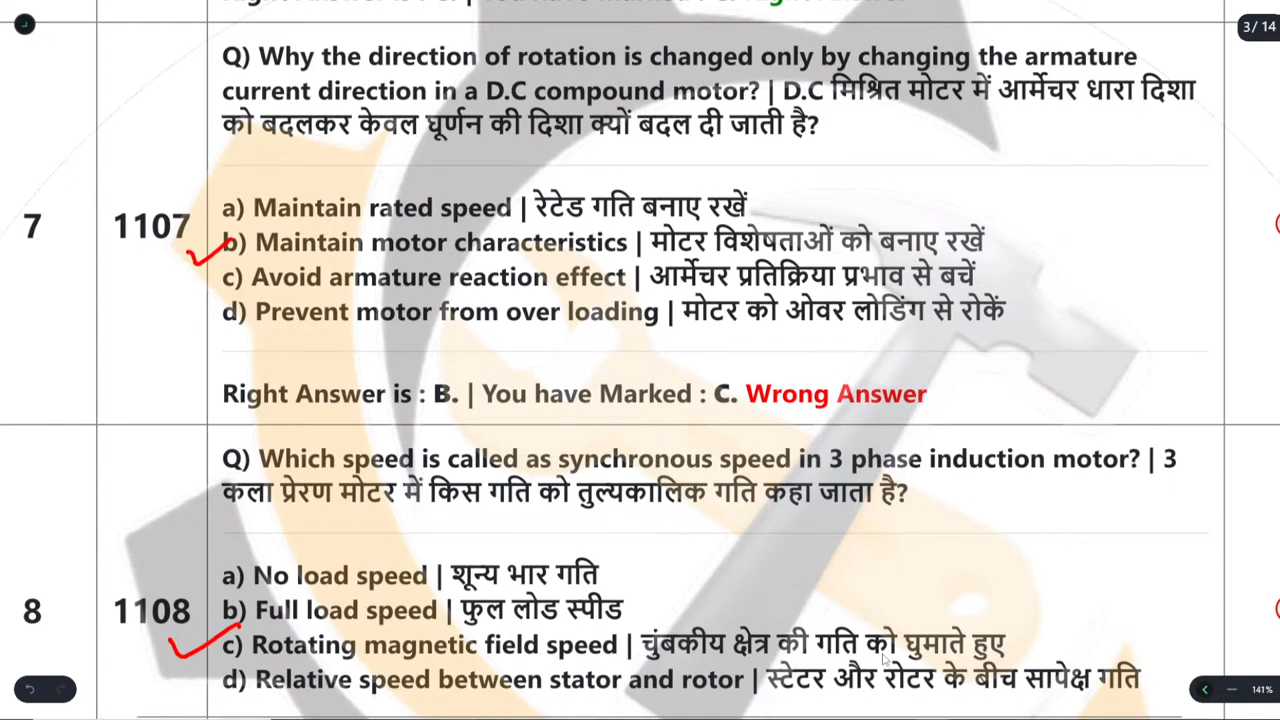 3 / 14
Q) Why the direction of rotation is changed only by changing the armature
current direction in a D.C compound motor? | D.C मिश्रित मोटर में आर्मेचर धारा दिशा
को बदलकर केवल घूर्णन की दिशा क्यों बदल दी जाती है?
7
1107
a) Maintain rated speed | रेटेड गति बनाए रखें
b) Maintain motor characteristics | मोटर विशेषताओं को बनाए रखें
c) Avoid armature reaction effect | आर्मेचर प्रतिक्रिया प्रभाव से बचें
d) Prevent motor from over loading | मोटर को ओवर लोडिंग से रोकें
Right Answer is : B. | You have Marked : C. Wrong Answer
Q) Which speed is called as synchronous speed in 3 phase induction motor? | 3
कला प्रेरण मोटर में किस गति को तुल्यकालिक गति कहा जाता है?
8
1108
a) No load speed | शून्य भार गति
b) Full load speed | फुल लोड स्पीड
c) Rotating magnetic field speed | चुंबकीय क्षेत्र की गति को घुमाते हुए
d) Relative speed between stator and rotor | स्टेटर और रोटर के बीच सापेक्ष गति
141%